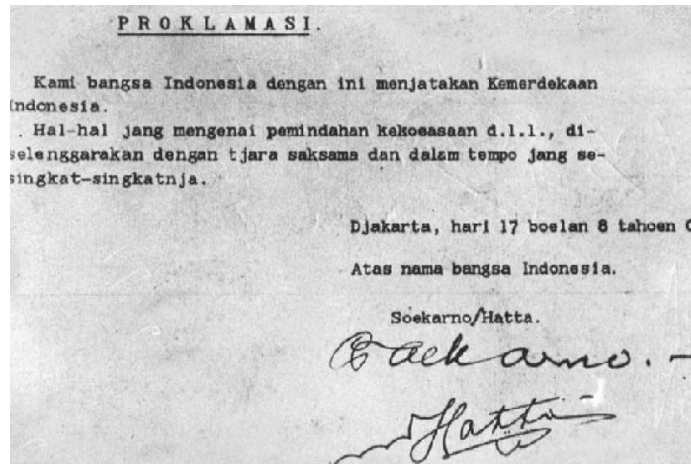 PROKLAMASI.
Kami bangsa Indonesia dengan ini menjatakan Kemerdekaan
Indonesia.
Hal-hal jang mengenai pemindahan kekoeasaan d.l.l., di-
selenggarakan dengan tjara saksama dan dalam tempo jang se-
singkat-singkatnja.
Djakarta, hari 17 boelan 8 tahoen 0
Atas nama bangsa Indonesia.
Soekarno/Hatta.
Soekarno.
Hatta